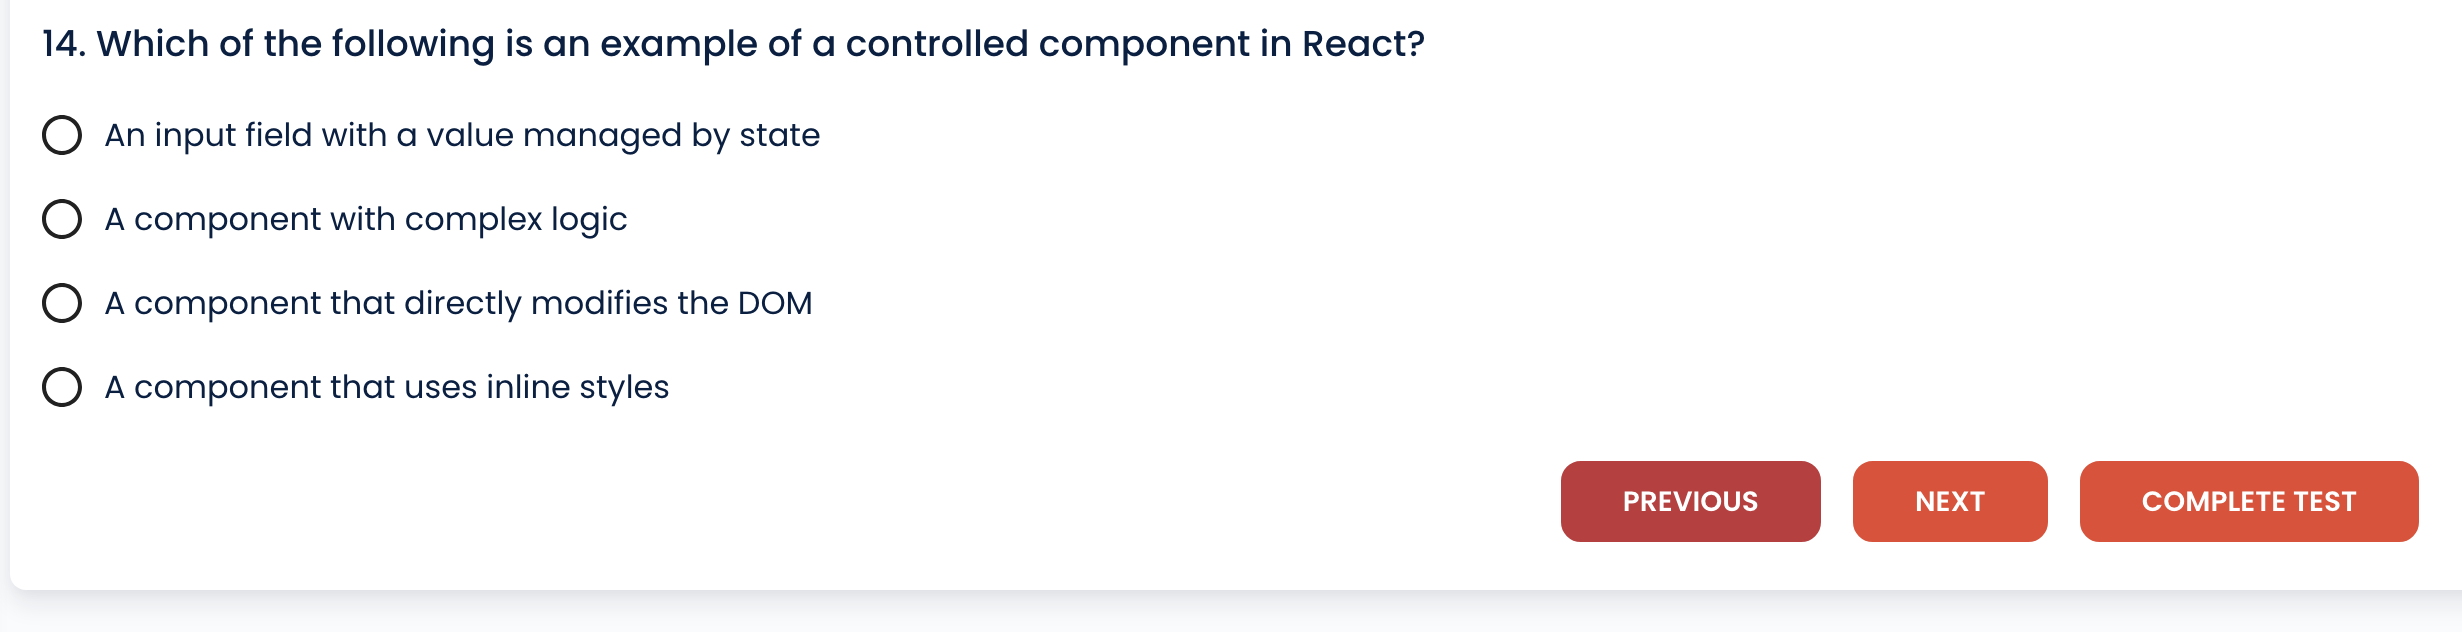 14. Which of the following is an example of a controlled component in React?
An input field with a value managed by state
A component with complex logic
A component that directly modifies the DOM
A component that uses inline styles
PREVIOUS NEXT COMPLETE TEST